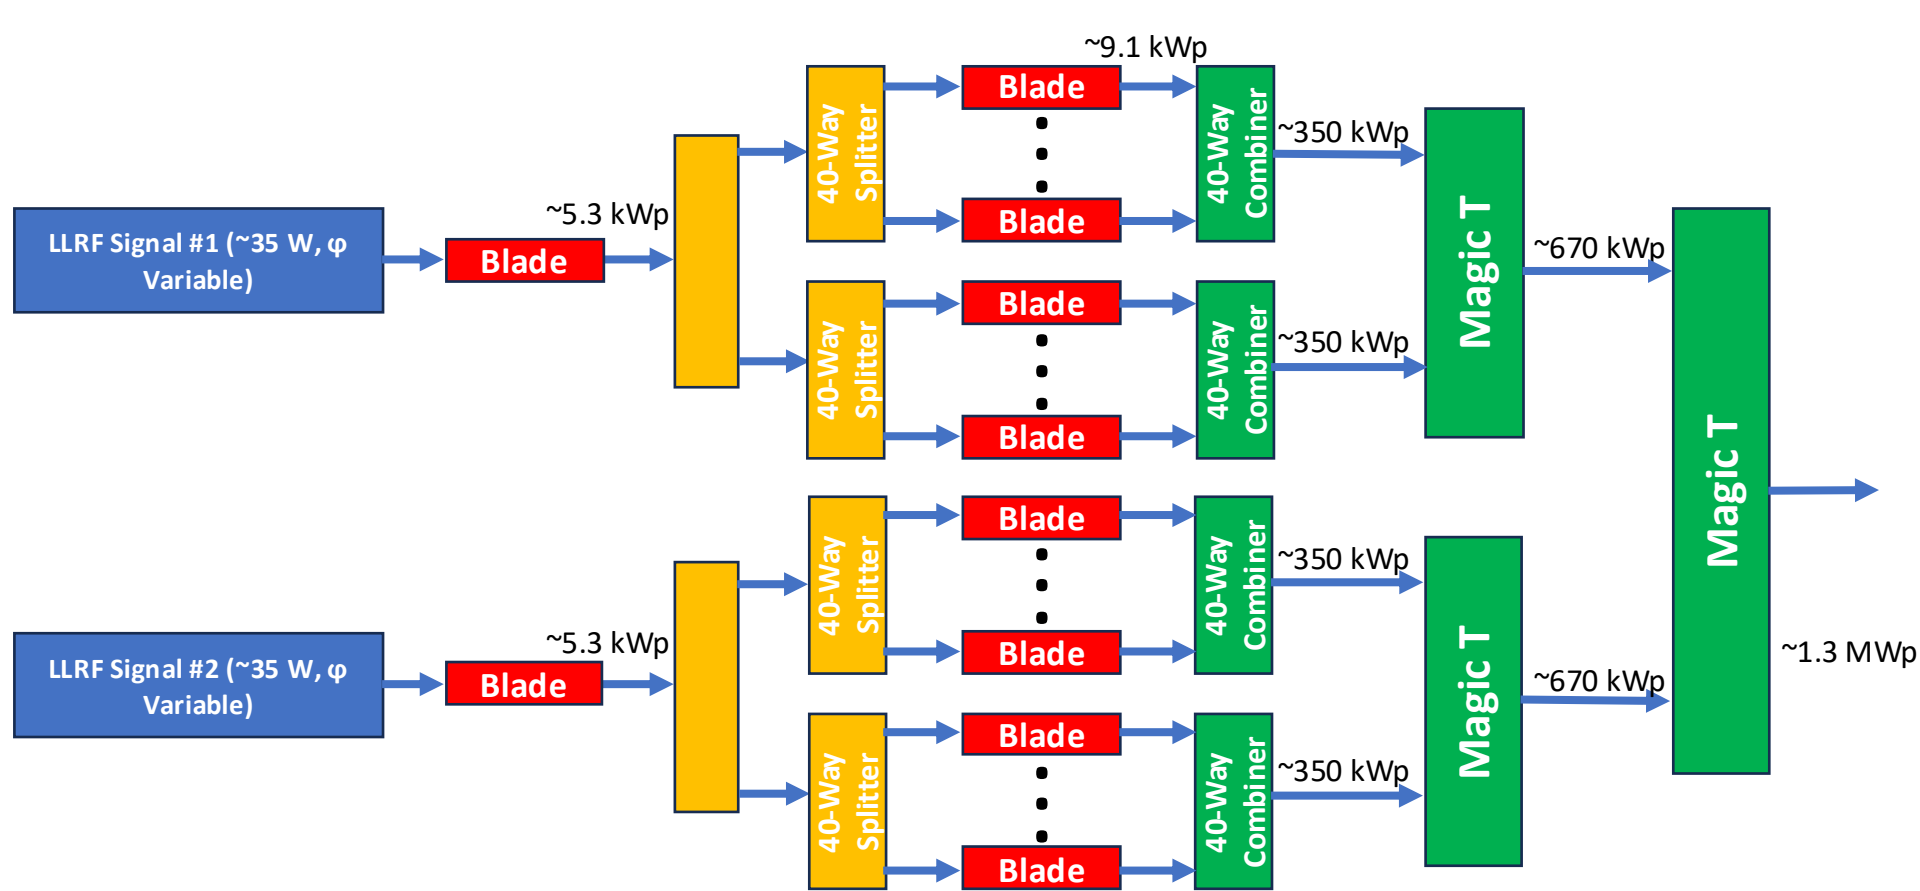 LLRF Signal #1 (~35 W, φ
Variable)
Blade
~5.3 kWp
40-Way
Splitter
Blade
Blade
~9.1 kWp
40-Way
Combiner
~350 kWp
40-Way
Splitter
Blade
Blade
40-Way
Combiner
~350 kWp
Magic T
~670 kWp
LLRF Signal #2 (~35 W, φ
Variable)
Blade
~5.3 kWp
40-Way
Splitter
Blade
Blade
40-Way
Combiner
~350 kWp
40-Way
Splitter
Blade
Blade
40-Way
Combiner
~350 kWp
Magic T
~670 kWp
Magic T
~1.3 MWp